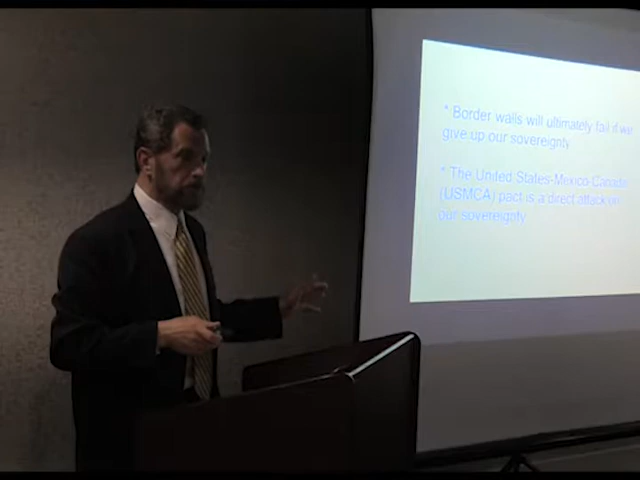 * Border walls will ultimately fail if we
give up our sovereignty
* The United States-Mexico-Canada
(USMCA) pact is a direct attack on
our sovereignty